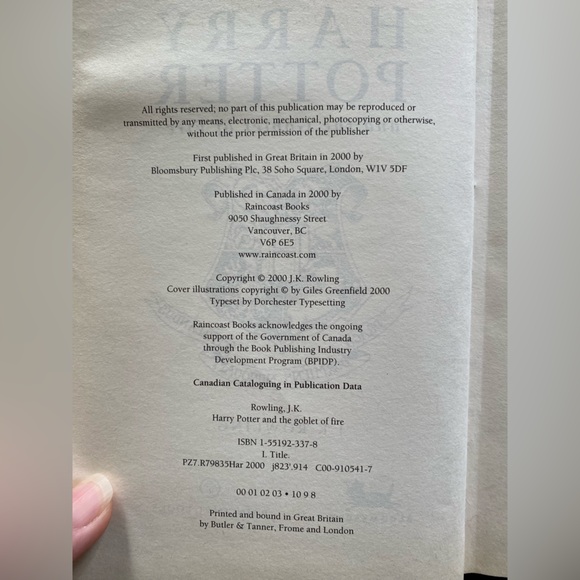 HARRY
POTTER
All rights reserved; no part of this publication may be reproduced or
transmitted by any means, electronic, mechanical, photocopying or otherwise,
without the prior permission of the publisher
First published in Great Britain in 2000 by
Bloomsbury Publishing Plc, 38 Soho Square, London, W1V 5DF
Published in Canada in 2000 by
Raincoast Books
9050 Shaughnessy Street
Vancouver, BC
V6P 6E5
www.raincoast.com
Copyright © 2000 J.K. Rowling
Cover illustrations copyright © by Giles Greenfield 2000
Typeset by Dorchester Typesetting
Raincoast Books acknowledges the ongoing
support of the Government of Canada
through the Book Publishing Industry
Development Program (BPIDP).
Canadian Cataloguing in Publication Data
Rowling, J.K.
Harry Potter and the goblet of fire
ISBN 1-55192-337-8
I. Title.
PZ7.R79835Har 2000 j823'.914 C00-910541-7
00 01 02 03 • 10 9 8
Printed and bound in Great Britain
by Butler & Tanner, Frome and London